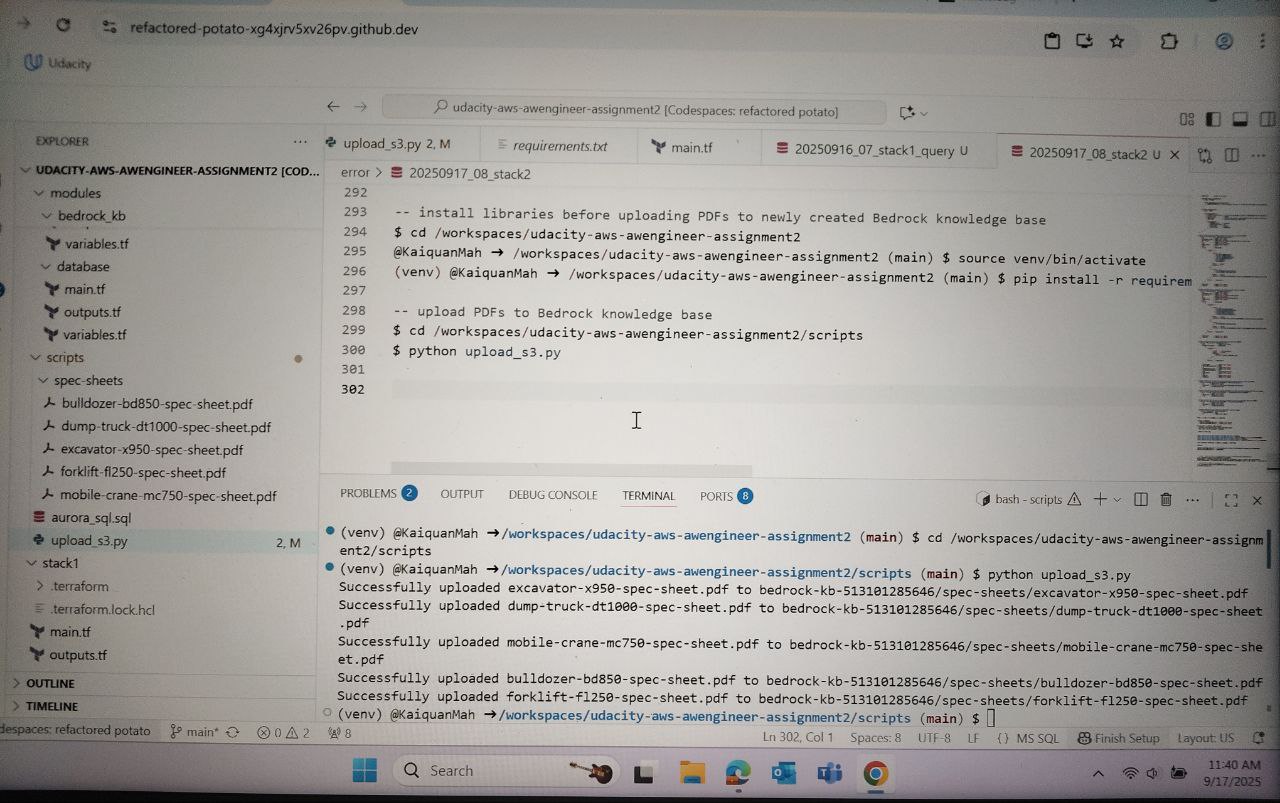 refactored-potato-xg4xjrv5xv26pv.github.dev
Udacity
udacity-aws-awengineer-assignment2 [Codespaces: refactored potato]
EXPLORER
UDACITY-AWS-AWENGINEER-ASSIGNMENT2 [COD...
modules
bedrock_kb
variables.tf
database
main.tf
outputs.tf
variables.tf
scripts
spec-sheets
bulldozer-bd850-spec-sheet.pdf
dump-truck-dt1000-spec-sheet.pdf
excavator-x950-spec-sheet.pdf
forklift-fl250-spec-sheet.pdf
mobile-crane-mc750-spec-sheet.pdf
aurora_sql.sql
upload_s3.py 2, M
stack1
.terraform
.terraform.lock.hcl
main.tf
outputs.tf
OUTLINE
TIMELINE
upload_s3.py 2, M
requirements.txt
main.tf
20250916_07_stack1_query U
20250917_08_stack2 U
error > 20250917_08_stack2
292
293 -- install libraries before uploading PDFs to newly created Bedrock knowledge base
294 $ cd /workspaces/udacity-aws-awengineer-assignment2
295 @KaiquanMah ➜ /workspaces/udacity-aws-awengineer-assignment2 (main) $ source venv/bin/activate
296 (venv) @KaiquanMah ➜ /workspaces/udacity-aws-awengineer-assignment2 (main) $ pip install -r requirem
297
298 -- upload PDFs to Bedrock knowledge base
299 $ cd /workspaces/udacity-aws-awengineer-assignment2/scripts
300 $ python upload_s3.py
301
302
PROBLEMS 2 OUTPUT DEBUG CONSOLE TERMINAL PORTS 8
bash - scripts
(venv) @KaiquanMah ➜/workspaces/udacity-aws-awengineer-assignment2 (main) $ cd /workspaces/udacity-aws-awengineer-assignm
ent2/scripts
(venv) @KaiquanMah ➜/workspaces/udacity-aws-awengineer-assignment2/scripts (main) $ python upload_s3.py
Successfully uploaded excavator-x950-spec-sheet.pdf to bedrock-kb-513101285646/spec-sheets/excavator-x950-spec-sheet.pdf
Successfully uploaded dump-truck-dt1000-spec-sheet.pdf to bedrock-kb-513101285646/spec-sheets/dump-truck-dt1000-spec-sheet
.pdf
Successfully uploaded mobile-crane-mc750-spec-sheet.pdf to bedrock-kb-513101285646/spec-sheets/mobile-crane-mc750-spec-she
et.pdf
Successfully uploaded bulldozer-bd850-spec-sheet.pdf to bedrock-kb-513101285646/spec-sheets/bulldozer-bd850-spec-sheet.pdf
Successfully uploaded forklift-fl250-spec-sheet.pdf to bedrock-kb-513101285646/spec-sheets/forklift-fl250-spec-sheet.pdf
(venv) @KaiquanMah ➜/workspaces/udacity-aws-awengineer-assignment2/scripts (main) $
despaces: refactored potato main* 0 2 8
Ln 302, Col 1 Spaces: 8 UTF-8 LF {} MS SQL Finish Setup Layout: US
Search
11:40 AM
9/17/2025